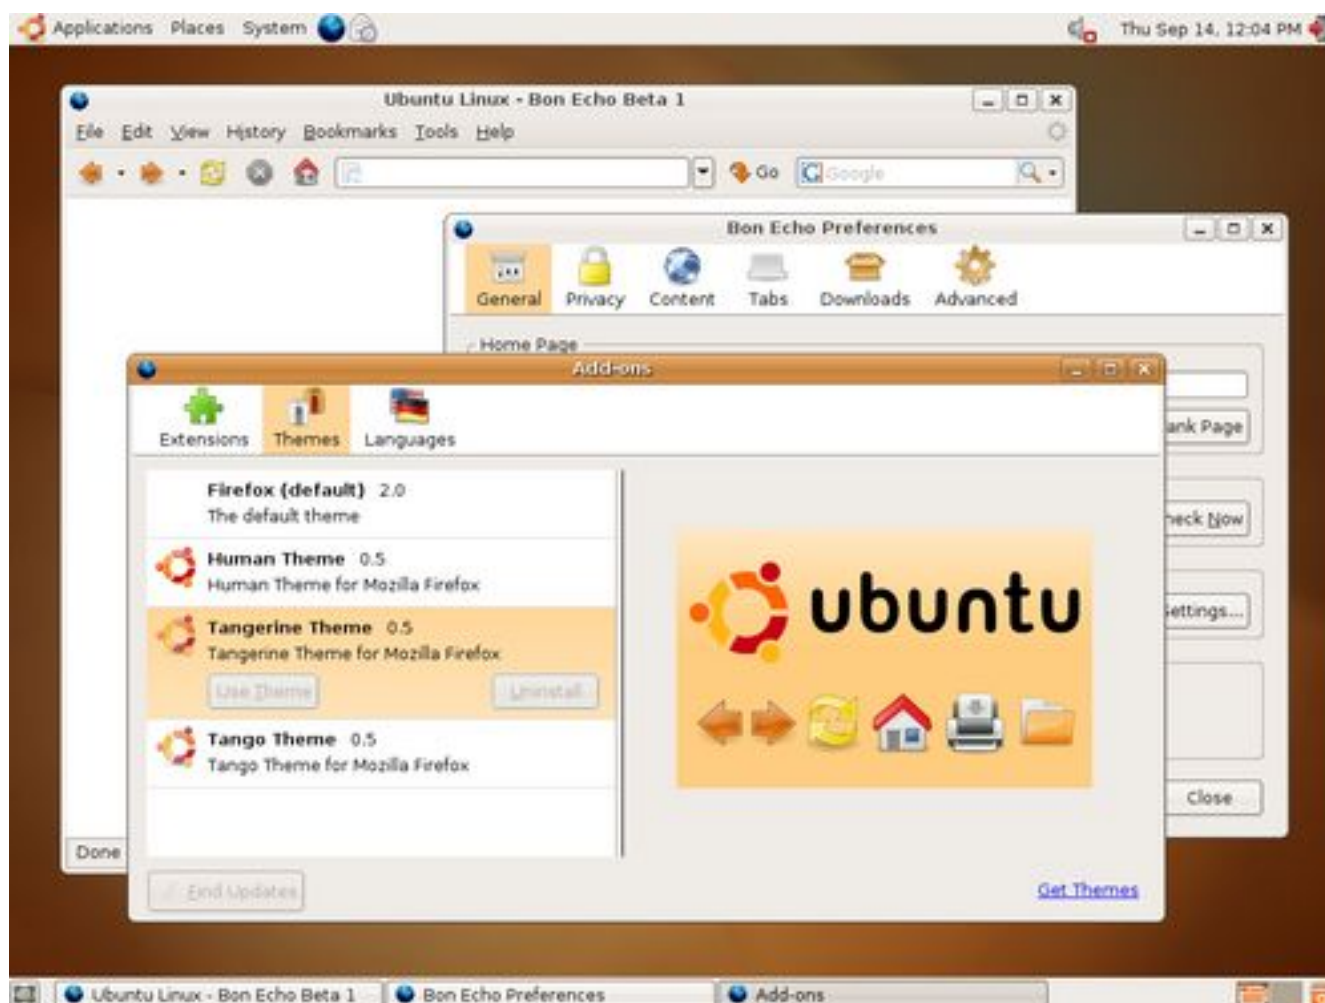 Applications Places System
Thu Sep 14, 12:04 PM
Ubuntu Linux - Bon Echo Beta 1
File Edit View History Bookmarks Tools Help
Go Google
Bon Echo Preferences
General Privacy Content Tabs Downloads Advanced
Home Page
Add-ons
Extensions Themes Languages
ank Page
Firefox (default) 2.0
The default theme
heck Now
Human Theme 0.5
Human Theme for Mozilla Firefox
ubuntu
ettings...
Tangerine Theme 0.5
Tangerine Theme for Mozilla Firefox
Use Theme Uninstall
Tango Theme 0.5
Tango Theme for Mozilla Firefox
Close
Done
Find Updates
Get Themes
Ubuntu Linux - Bon Echo Beta 1 Bon Echo Preferences Add-ons